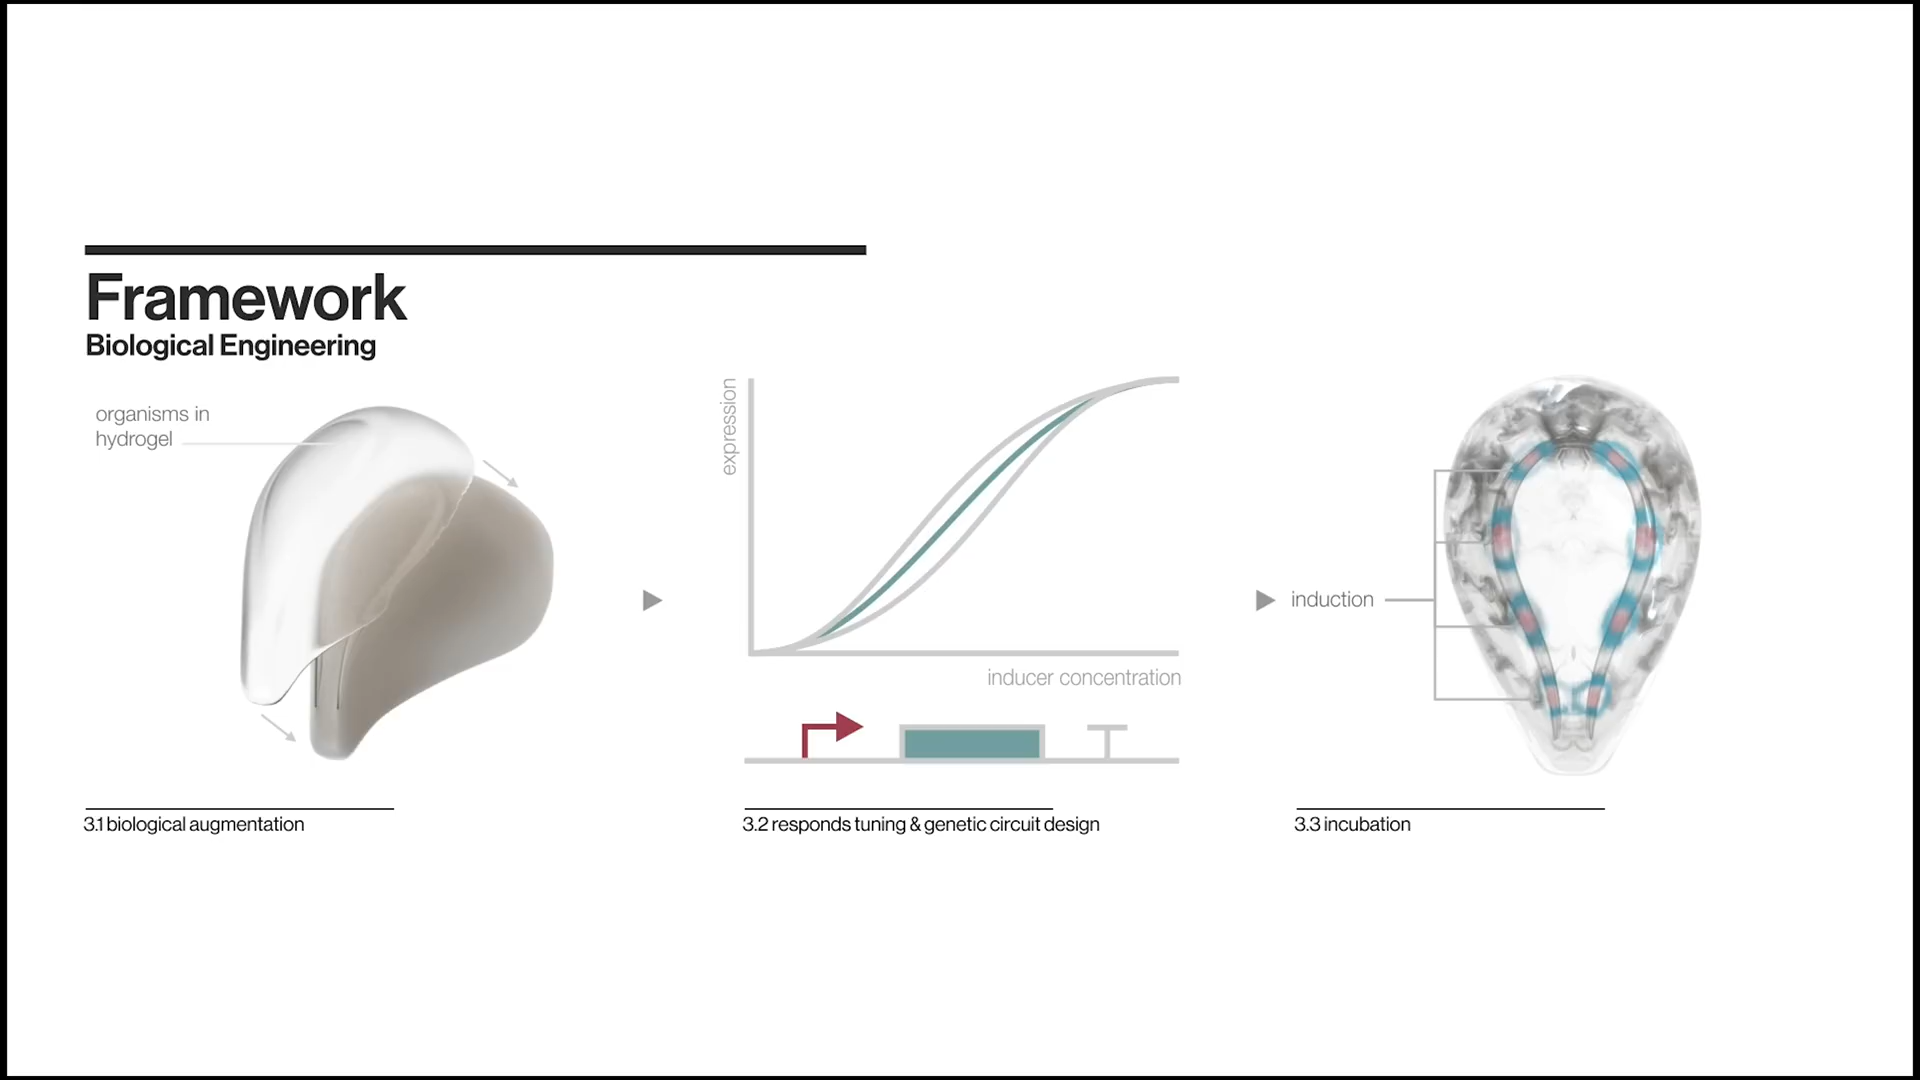 Framework
Biological Engineering
organisms in
hydrogel
expression
inducer concentration
induction
3.1 biological augmentation
3.2 responds tuning & genetic circuit design
3.3 incubation